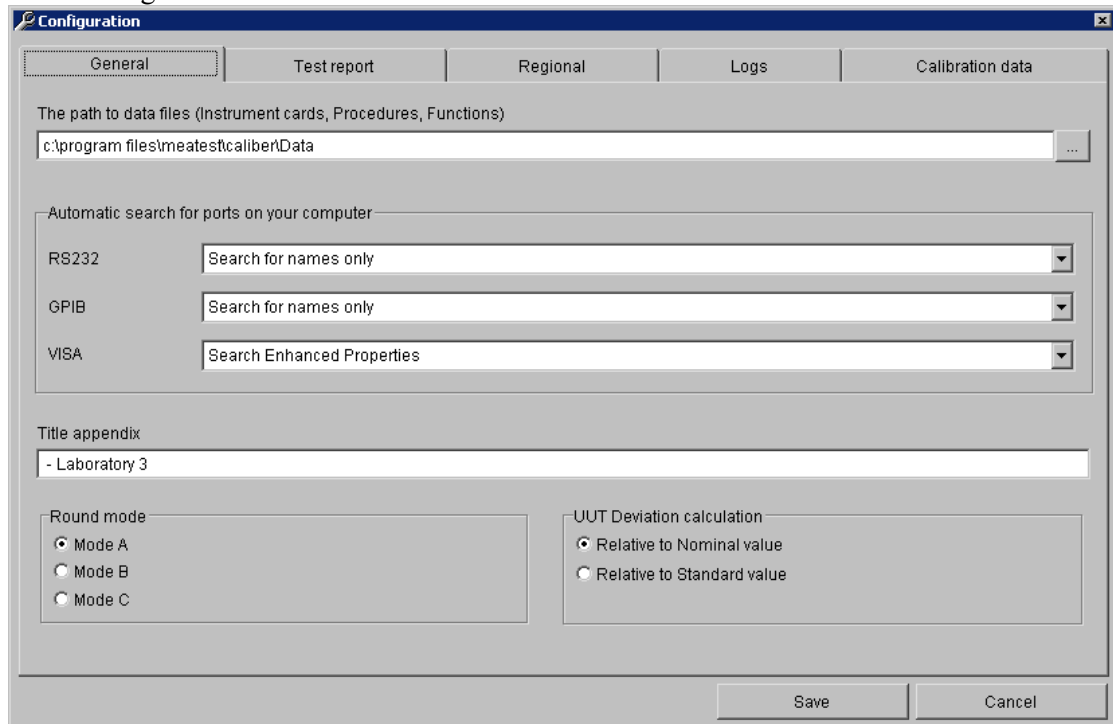 Configuration
General Test report Regional Logs Calibration data
The path to data files (Instrument cards, Procedures, Functions)
c:\program files\meatest\caliber\Data ...
Automatic search for ports on your computer
RS232 Search for names only
GPIB Search for names only
VISA Search Enhanced Properties
Title appendix
- Laboratory 3
Round mode
Mode A
Mode B
Mode C
UUT Deviation calculation
Relative to Nominal value
Relative to Standard value
Save Cancel